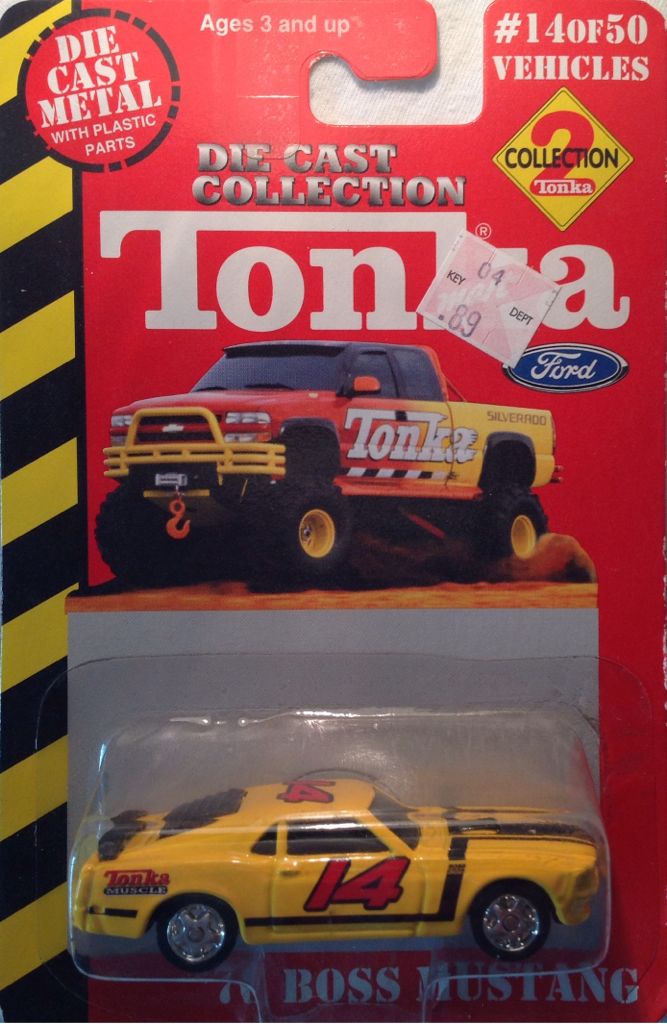 Ages 3 and up
#14OF50
VEHICLES
DIE
CAST
METAL
WITH PLASTIC
PARTS
2
COLLECTION
Tonka
DIE CAST
COLLECTION
Tonka®
KEY 04
.89 DEPT
Ford
SILVERADO
Tonka
14
Tonka
MUSCLE
14
BOSS MUSTANG